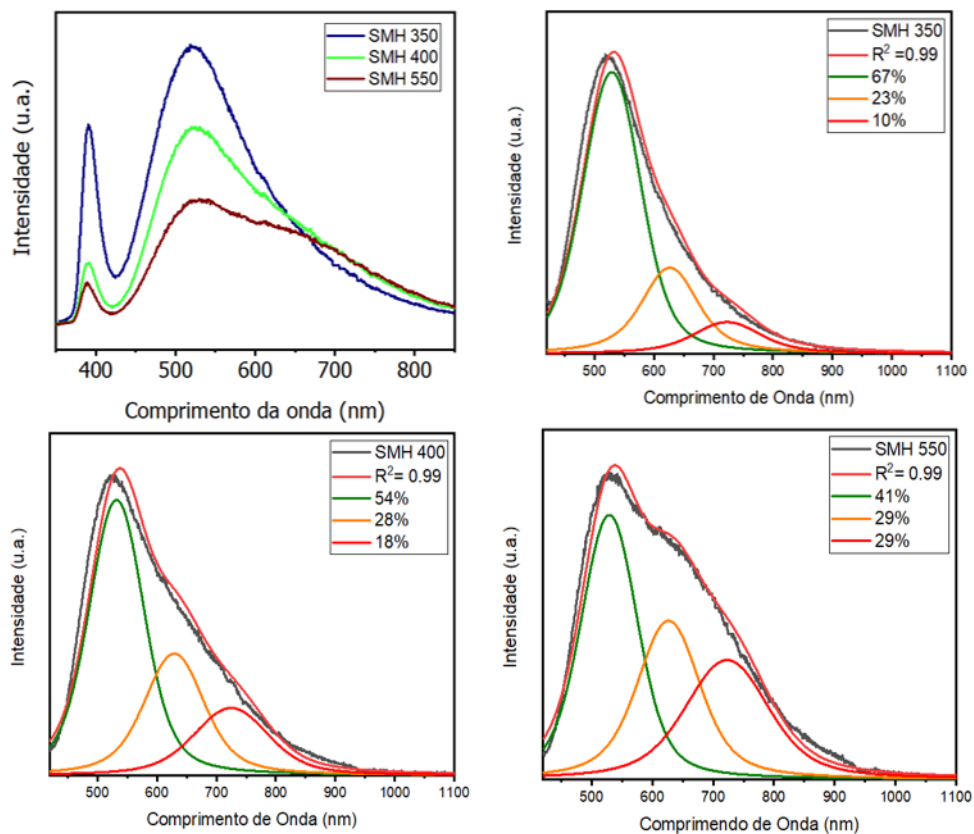 Intensidade (u.a.)
SMH 350
SMH 400
SMH 550
400 500 600 700 800
Comprimento da onda (nm)
Intensidade (u.a.)
SMH 350
R² =0.99
67%
23%
10%
500 600 700 800 900 1000 1100
Comprimento de Onda (nm)
Intensidade (u.a.)
SMH 400
R²= 0.99
54%
28%
18%
500 600 700 800 900 1000 1100
Comprimento de Onda (nm)
Intensidade (u.a.)
SMH 550
R²= 0.99
41%
29%
29%
500 600 700 800 900 1000 1100
Comprimendo de Onda (nm)